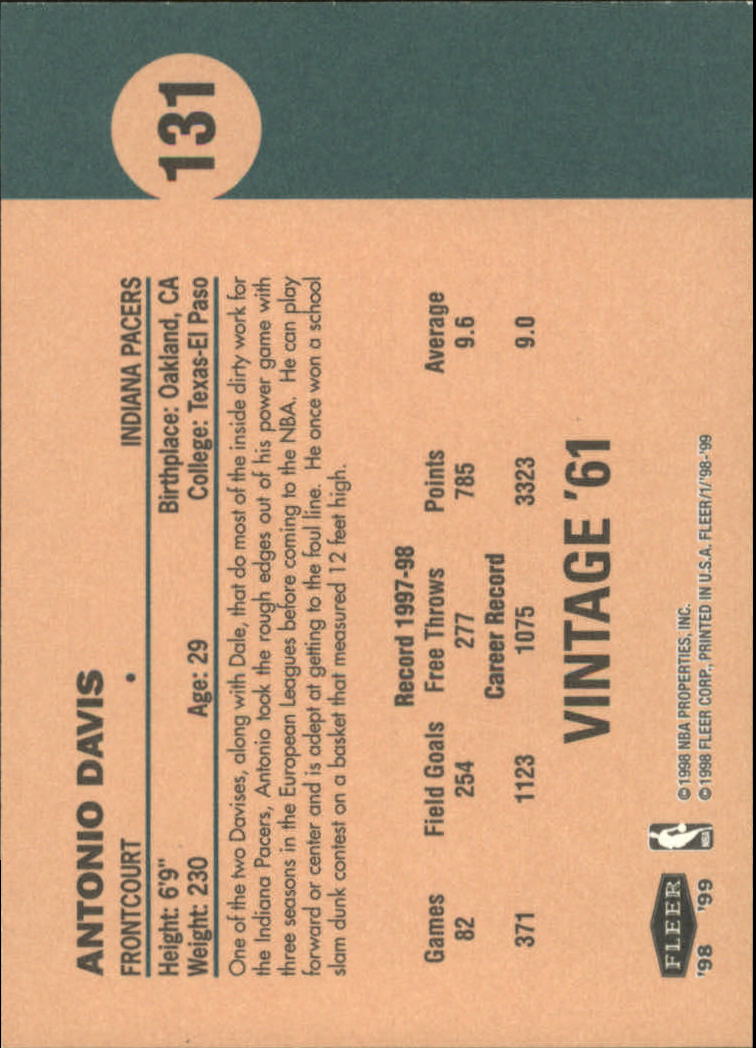 131
ANTONIO DAVIS
FRONTCOURT • INDIANA PACERS
Height: 6'9" Birthplace: Oakland, CA
Weight: 230 Age: 29 College: Texas-El Paso
One of the two Davises, along with Dale, that do most of the inside dirty work for
the Indiana Pacers, Antonio took the rough edges out of his power game with
three seasons in the European Leagues before coming to the NBA. He can play
forward or center and is adept at getting to the foul line. He once won a school
slam dunk contest on a basket that measured 12 feet high.
Record 1997-98
Games Field Goals Free Throws Points Average
82 254 277 785 9.6
Career Record
371 1123 1075 3323 9.0
VINTAGE '61
FLEER
'98 '99
NBA
©1998 NBA PROPERTIES, INC.
©1998 FLEER CORP., PRINTED IN U.S.A. FLEER/1/'98-'99